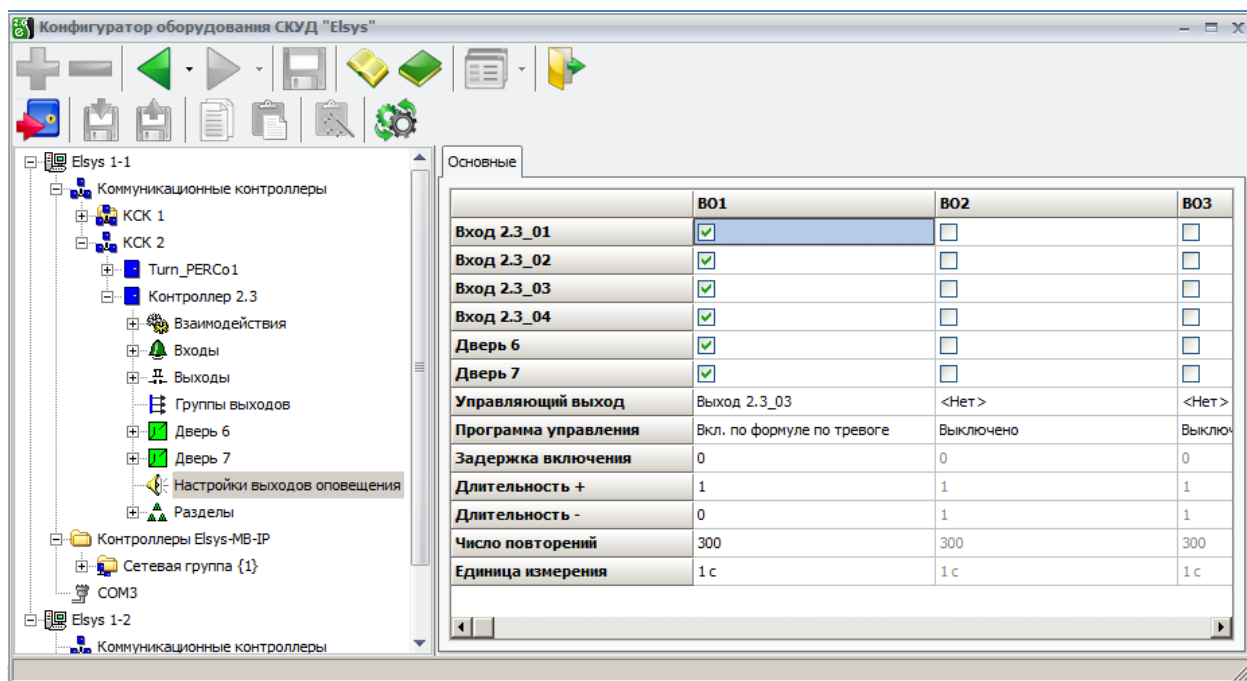 Конфигуратор оборудования СКУД "Elsys"
Elsys 1-1
Коммуникационные контроллеры
КСК 1
КСК 2
Turn_PERCo1
Контроллер 2.3
Взаимодействия
Входы
Выходы
Группы выходов
Дверь 6
Дверь 7
Настройки выходов оповещения
Разделы
Контроллеры Elsys-MB-IP
Сетевая группа {1}
COM3
Elsys 1-2
Коммуникационные контроллеры
Основные
ВО1 ВО2 ВО3
Вход 2.3_01
Вход 2.3_02
Вход 2.3_03
Вход 2.3_04
Дверь 6
Дверь 7
Управляющий выход Выход 2.3_03 <Нет> <Нет>
Программа управления Вкл. по формуле по тревоге Выключено Выклю
Задержка включения 0 0 0
Длительность + 1 1 1
Длительность - 0 1 1
Число повторений 300 300 300
Единица измерения 1 с 1 с 1 с